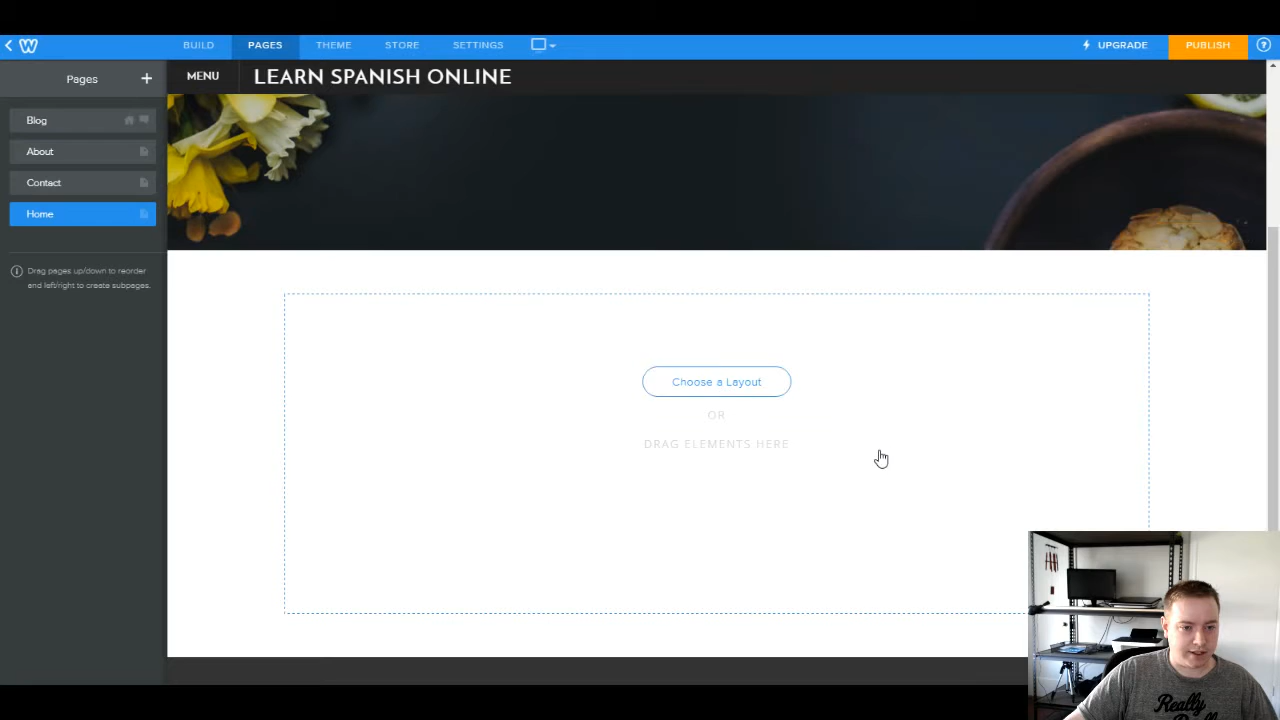 BUILD PAGES THEME STORE SETTINGS UPGRADE PUBLISH ?
Pages +
MENU LEARN SPANISH ONLINE
Blog
About
Contact
Home
Drag pages up/down to reorder
and left/right to create subpages.
Choose a Layout
OR
DRAG ELEMENTS HERE
Really